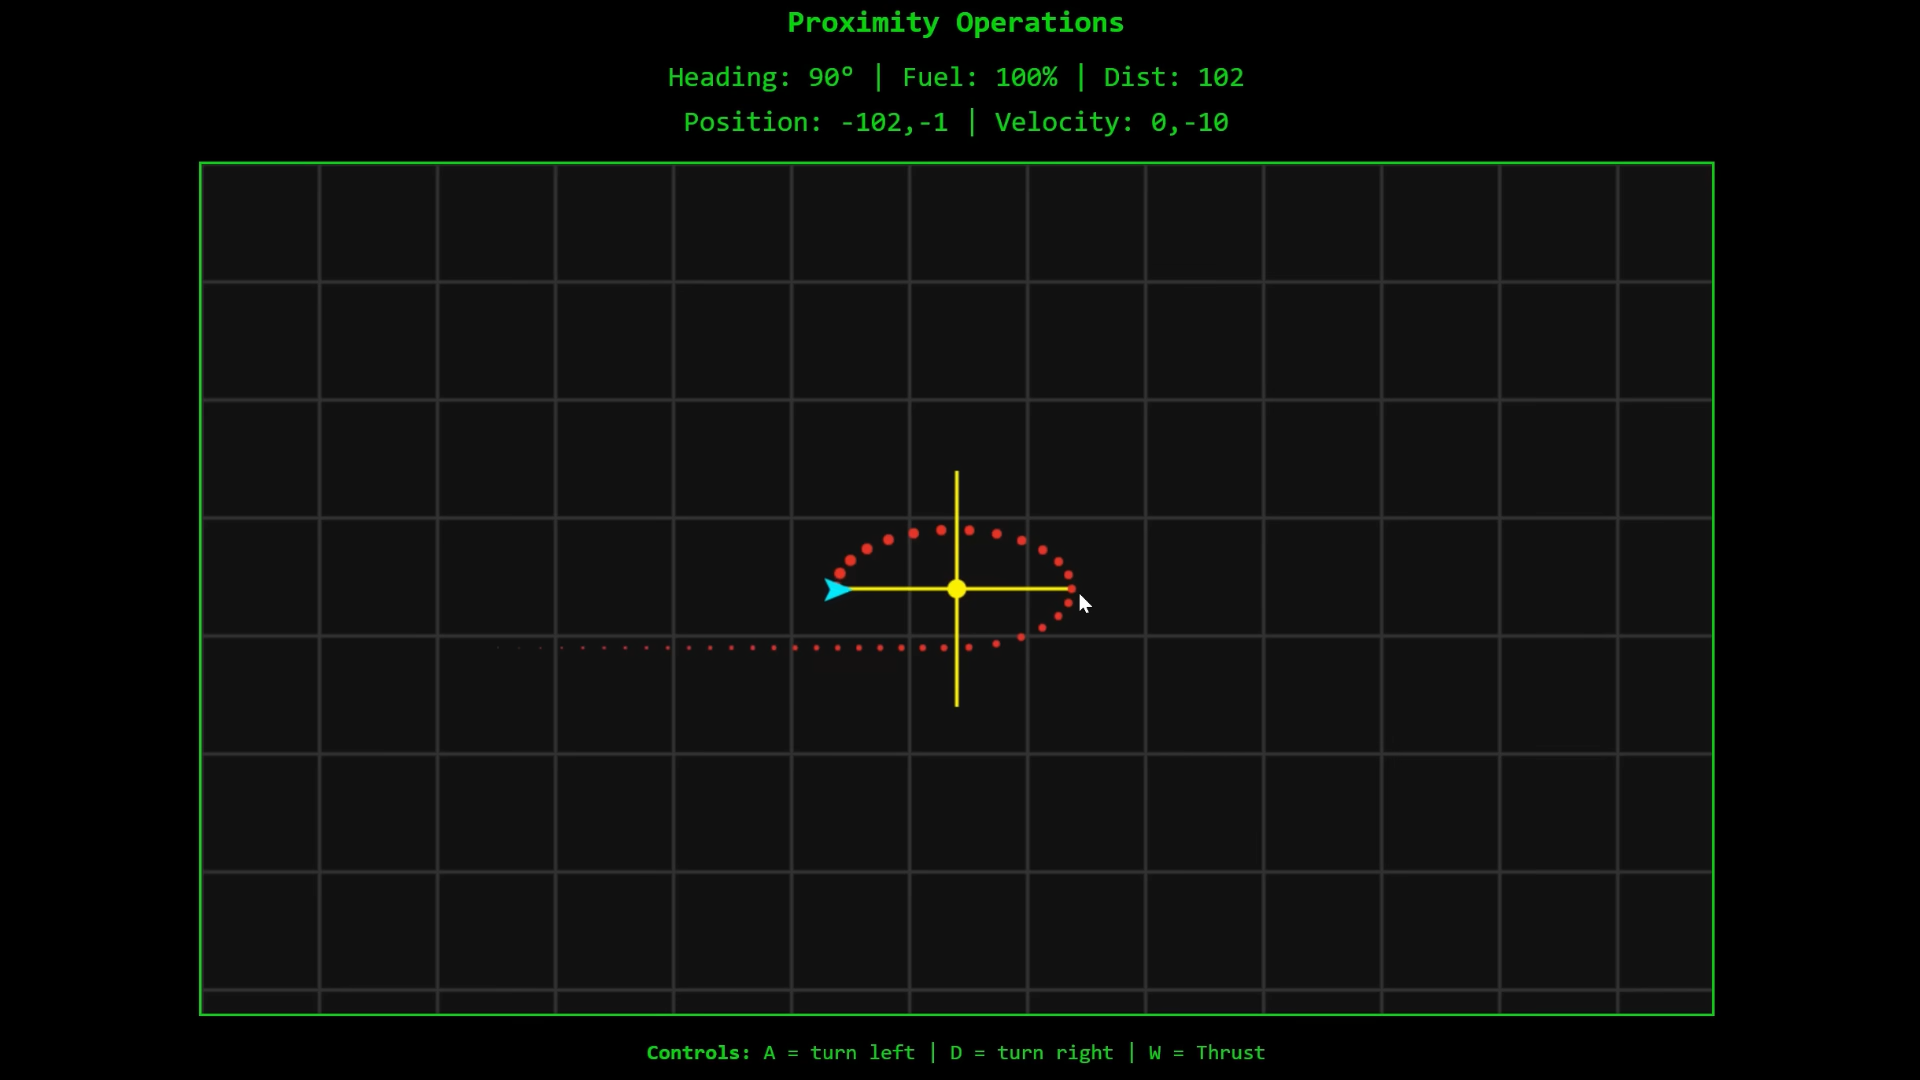 Proximity Operations
Heading: 90° | Fuel: 100% | Dist: 102
Position: -102,-1 | Velocity: 0,-10
Controls: A = turn left | D = turn right | W = Thrust